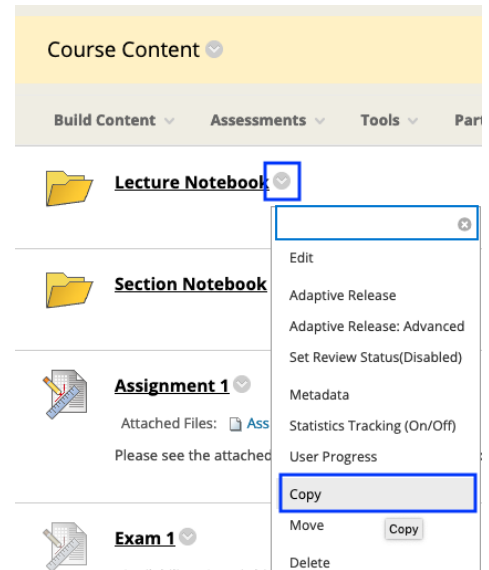 Course Content
Build Content Assessments Tools Part
Lecture Notebook
Edit
Section Notebook
Adaptive Release
Adaptive Release: Advanced
Set Review Status(Disabled)
Assignment 1
Metadata
Attached Files: Ass
Statistics Tracking (On/Off)
Please see the attached
User Progress
Copy
Move Copy
Exam 1
Delete